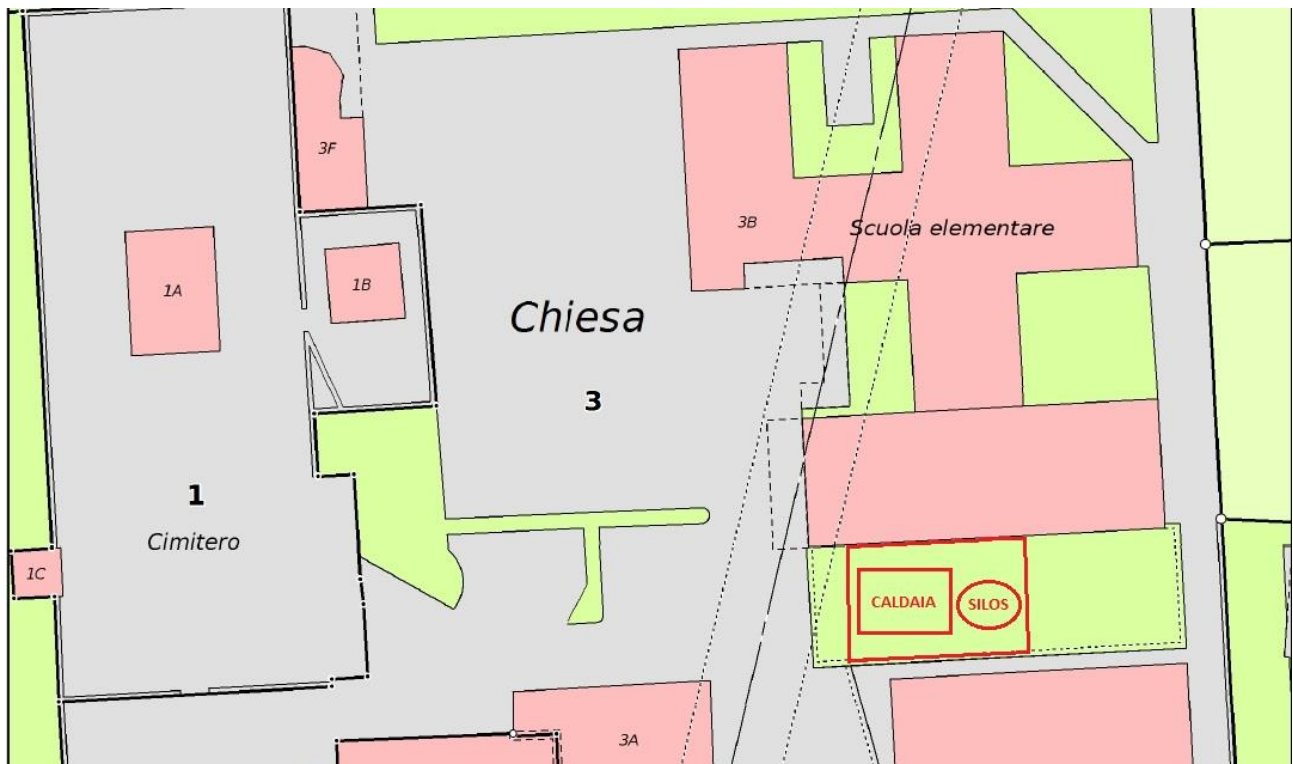 3F
3B
Scuola elementare
1A
1B
Chiesa
3
1
Cimitero
1C
CALDAIA
SILOS
3A